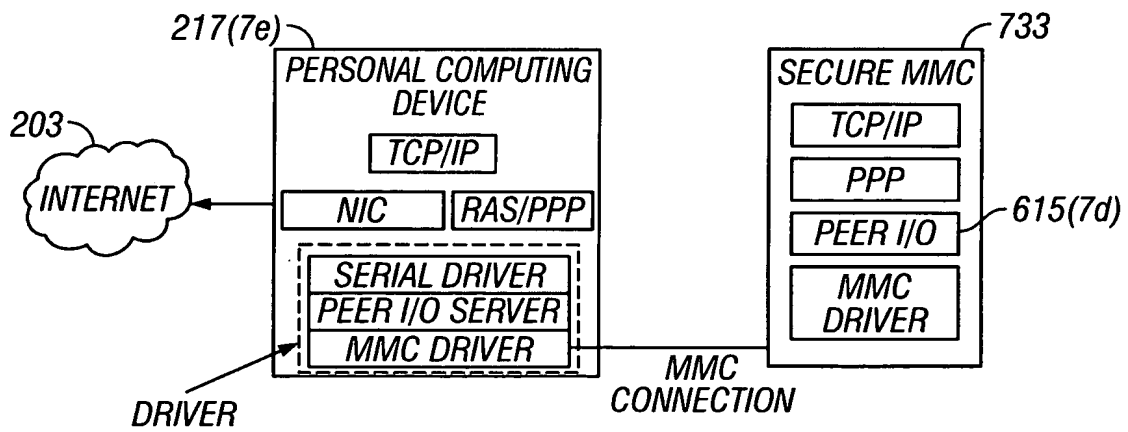 217(7e)
PERSONAL COMPUTING
DEVICE
TCP/IP
NIC
RAS/PPP
SERIAL DRIVER
PEER I/O SERVER
MMC DRIVER
203
INTERNET
DRIVER
MMC
CONNECTION
733
SECURE MMC
TCP/IP
PPP
PEER I/O
615(7d)
MMC
DRIVER